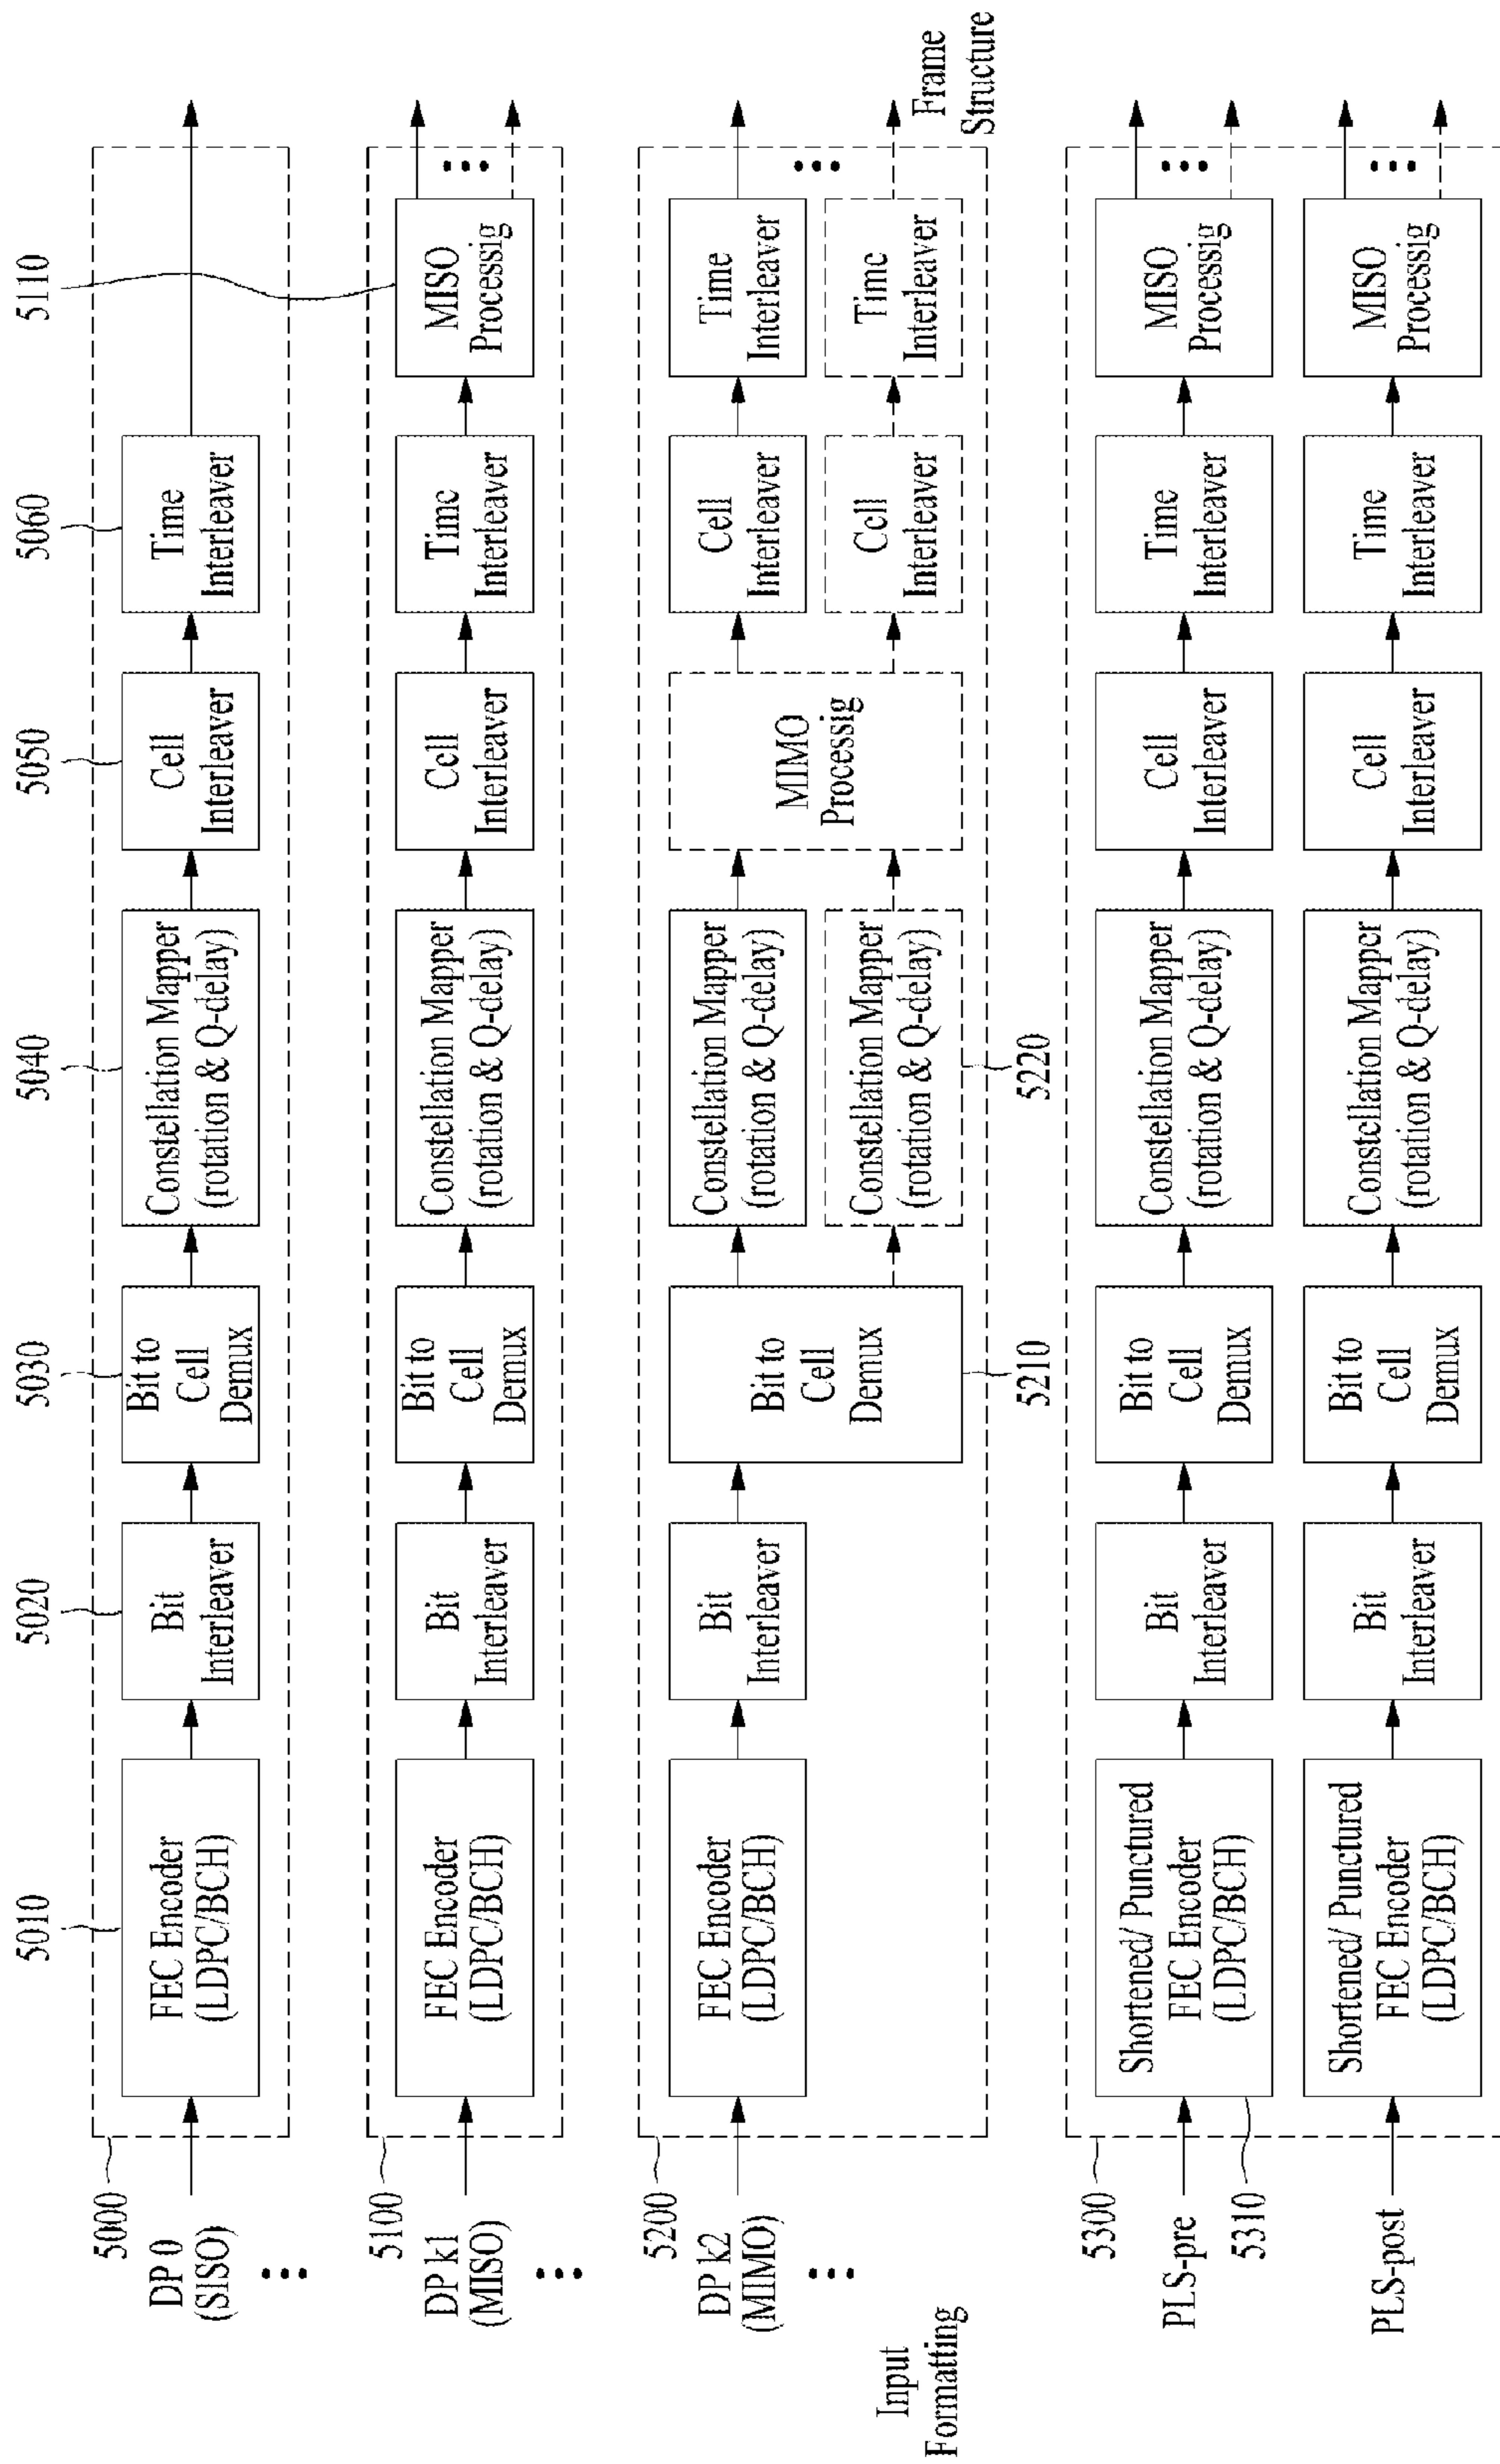 5000
DP 0
(SISO)
5010
FEC Encoder
(LDPC/BCH)
5020
Bit
Interleaver
5030
Bit to
Cell
Demux
5040
Constellation Mapper
(rotation & Q-delay)
5050
Cell
Interleaver
5060
Time
Interleaver
5110
5100
DP k1
(MISO)
FEC Encoder
(LDPC/BCH)
Bit
Interleaver
Bit to
Cell
Demux
Constellation Mapper
(rotation & Q-delay)
Cell
Interleaver
Time
Interleaver
MISO
Processig
5200
DP k2
(MIMO)
FEC Encoder
(LDPC/BCH)
Bit
Interleaver
Bit to
Cell
Demux
5210
Constellation Mapper
(rotation & Q-delay)
Constellation Mapper
(rotation & Q-delay)
5220
MIMO
Processig
Cell
Interleaver
Cell
Interleaver
Time
Interleaver
Time
Interleaver
Input
Formatting
Frame
Structure
5300
PLS-pre
5310
Shortened/ Punctured
FEC Encoder
(LDPC/BCH)
Bit
Interleaver
Bit to
Cell
Demux
Constellation Mapper
(rotation & Q-delay)
Cell
Interleaver
Time
Interleaver
MISO
Processig
PLS-post
Shortened/ Punctured
FEC Encoder
(LDPC/BCH)
Bit
Interleaver
Bit to
Cell
Demux
Constellation Mapper
(rotation & Q-delay)
Cell
Interleaver
Time
Interleaver
MISO
Processig